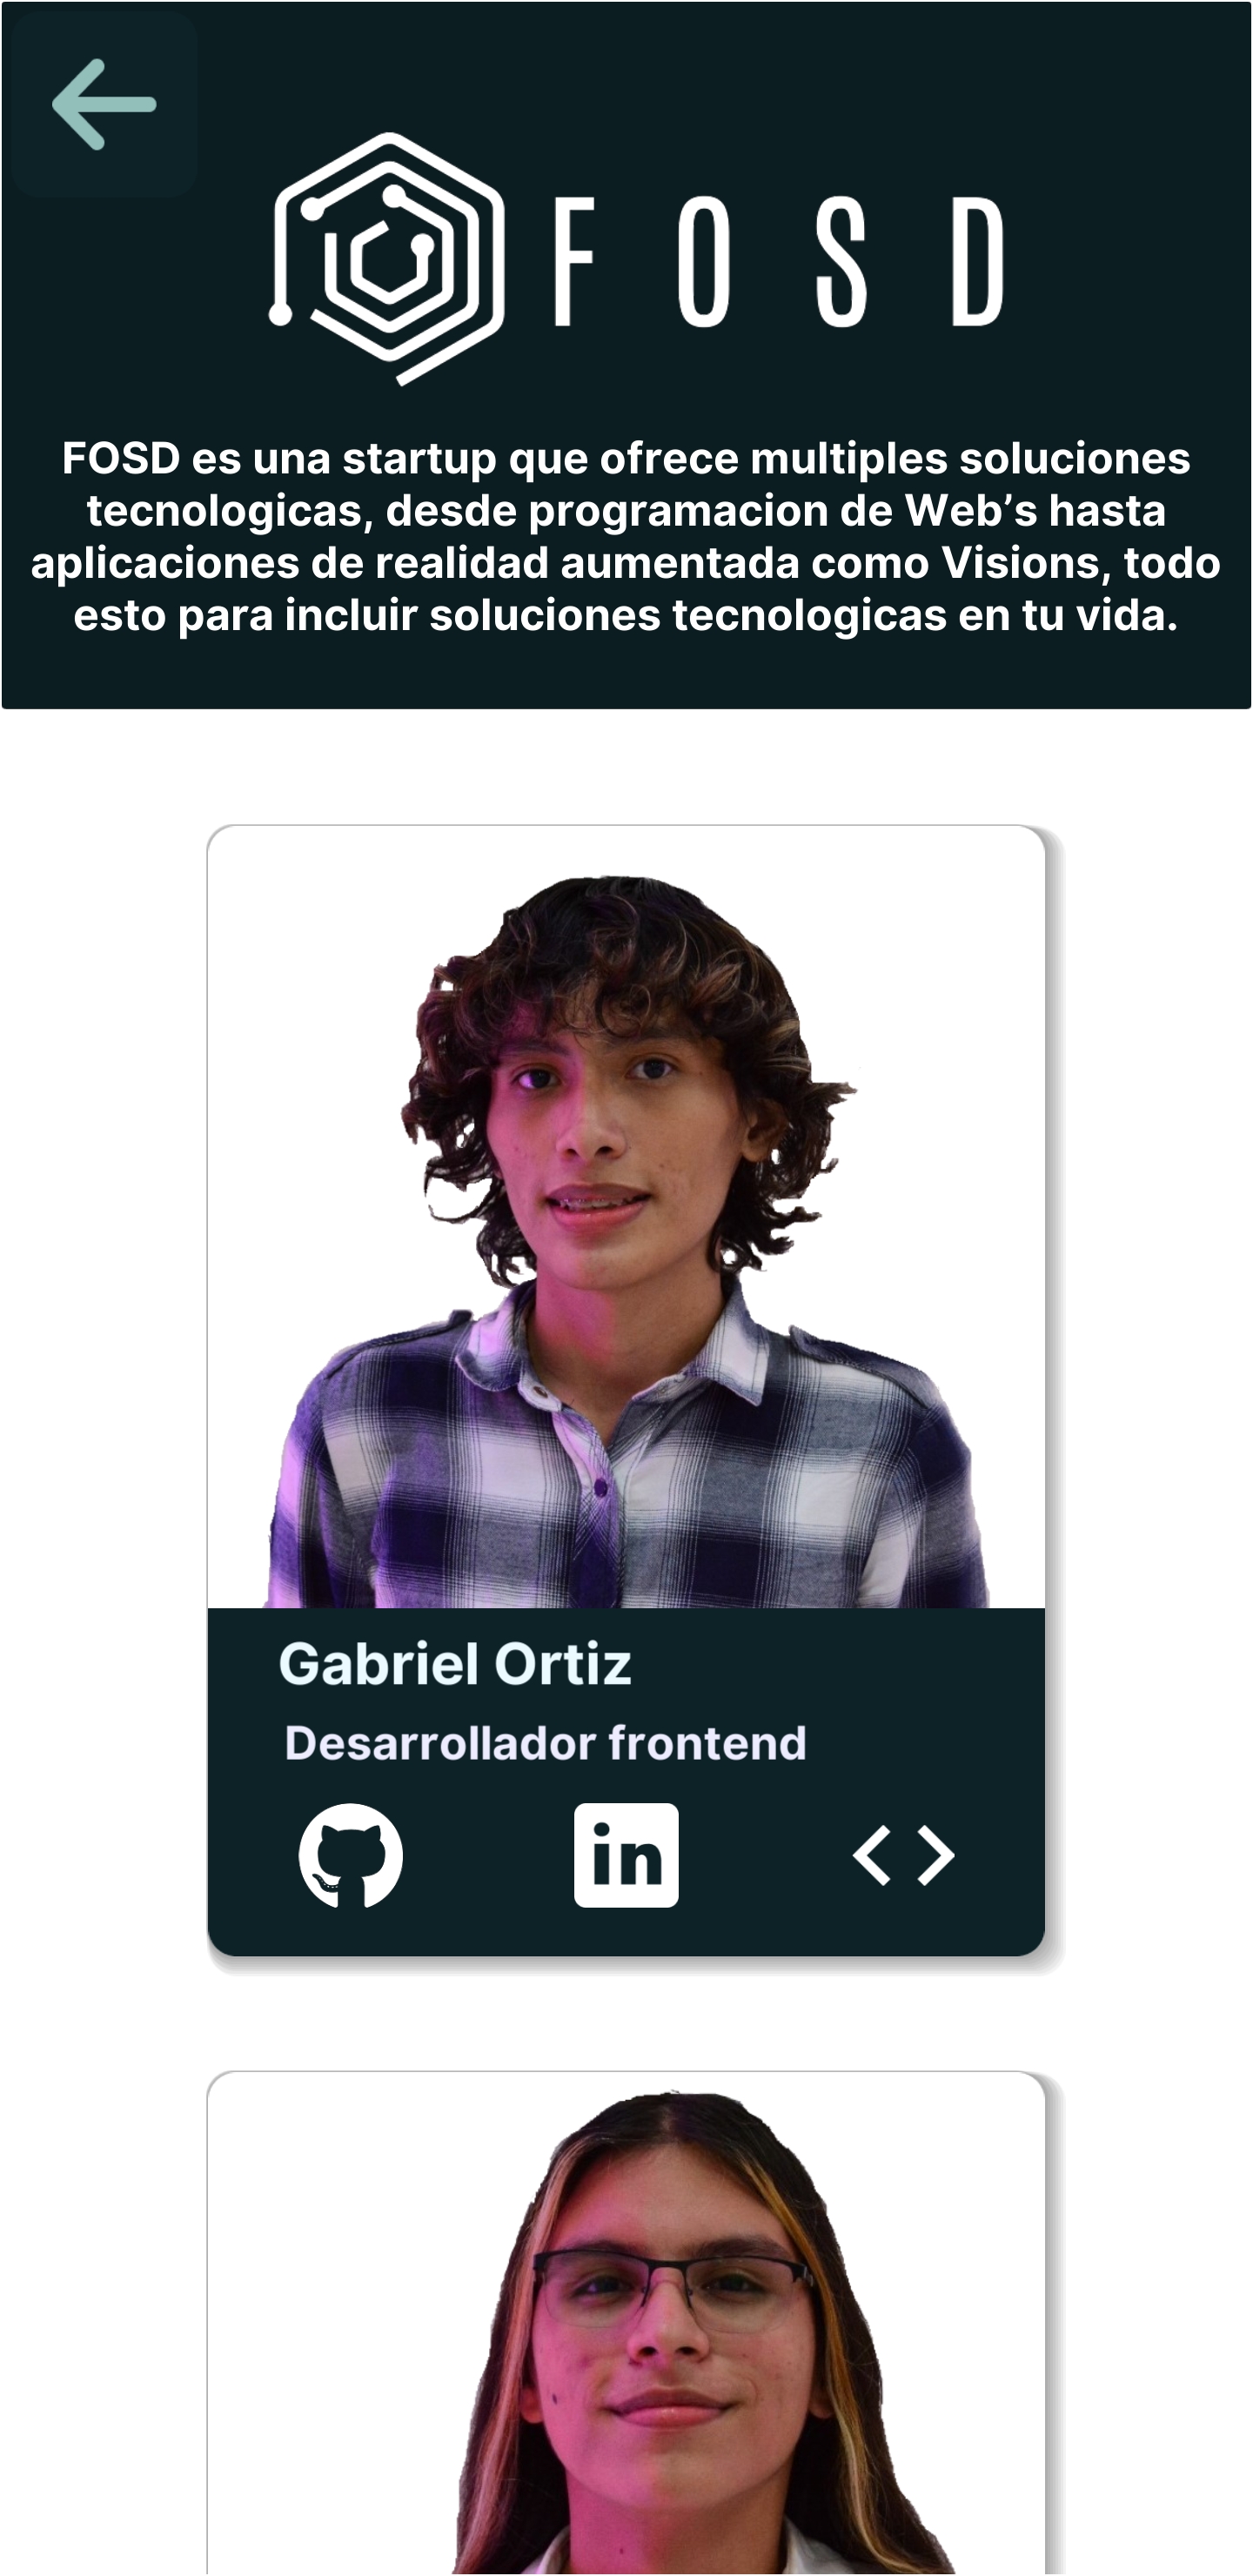 FOSD
FOSD es una startup que ofrece multiples soluciones
tecnologicas, desde programacion de Web’s hasta
aplicaciones de realidad aumentada como Visions, todo
esto para incluir soluciones tecnologicas en tu vida.
Gabriel Ortiz
Desarrollador frontend
in